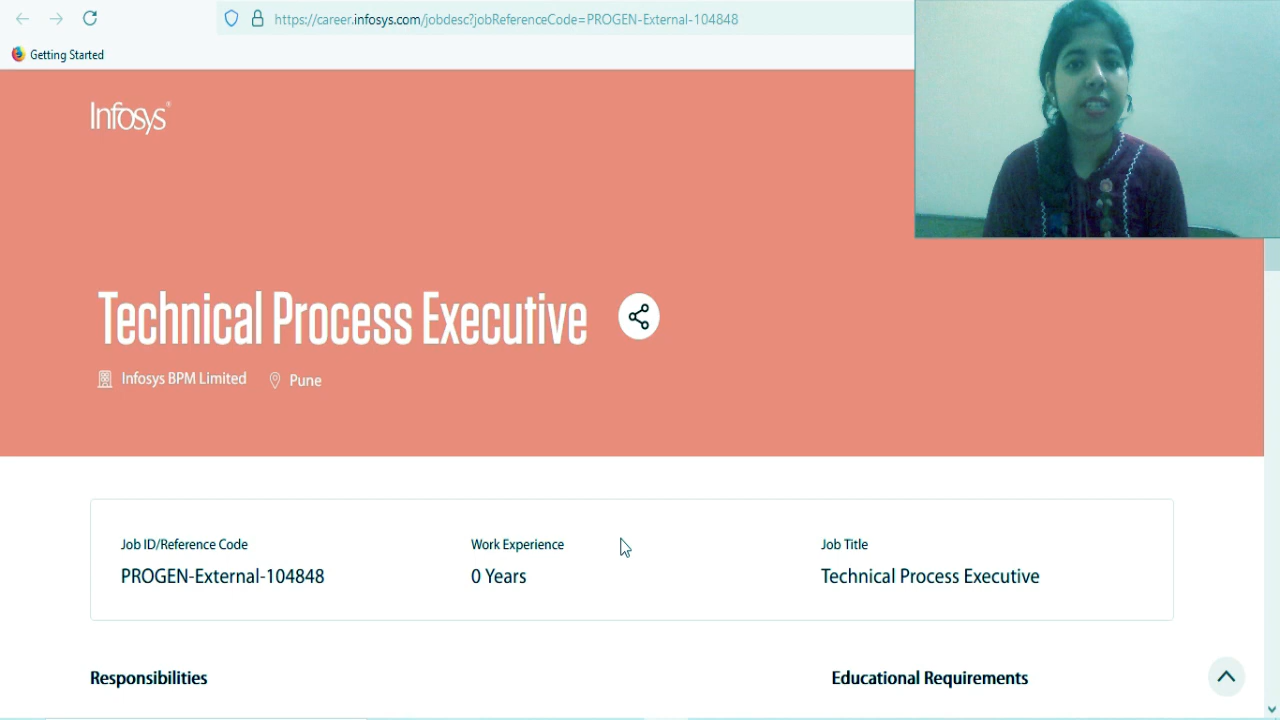 https://career.infosys.com/jobdesc?jobReferenceCode=PROGEN-External-104848
Getting Started
Infosys®
Technical Process Executive
Infosys BPM Limited Pune
Job ID/Reference Code Work Experience Job Title
PROGEN-External-104848 0 Years Technical Process Executive
Responsibilities Educational Requirements